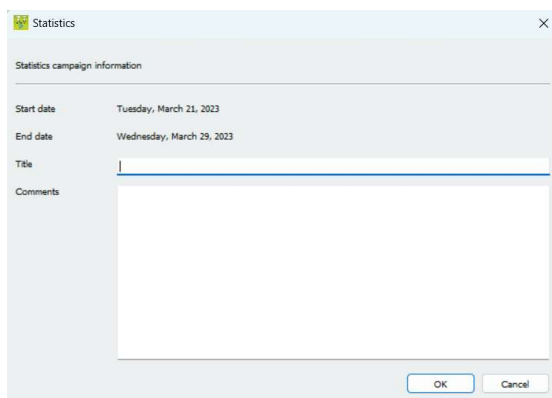 Statistics
Statistics campaign information
Start date Tuesday, March 21, 2023
End date Wednesday, March 29, 2023
Title
Comments
OK Cancel